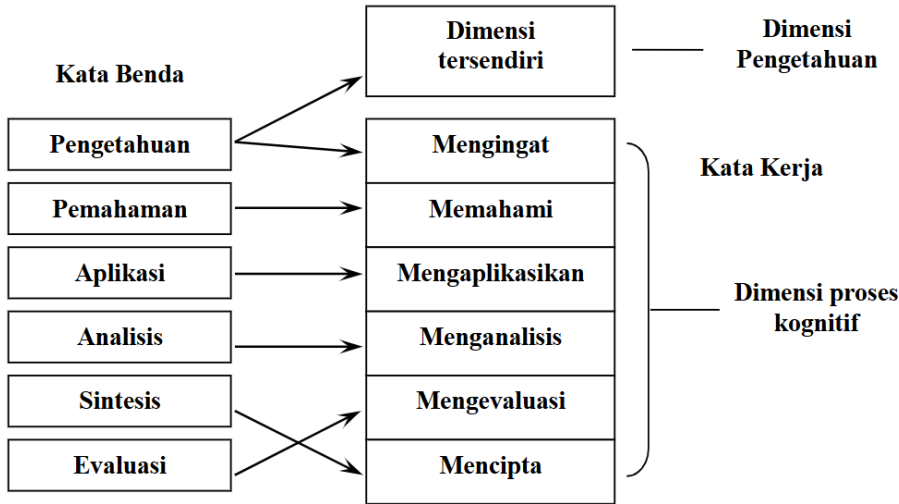 Kata Benda
Pengetahuan
Pemahaman
Aplikasi
Analisis
Sintesis
Evaluasi
Dimensi
tersendiri
Mengingat
Memahami
Mengaplikasikan
Menganalisis
Mengevaluasi
Mencipta
Dimensi
Pengetahuan
Kata Kerja
Dimensi proses
kognitif